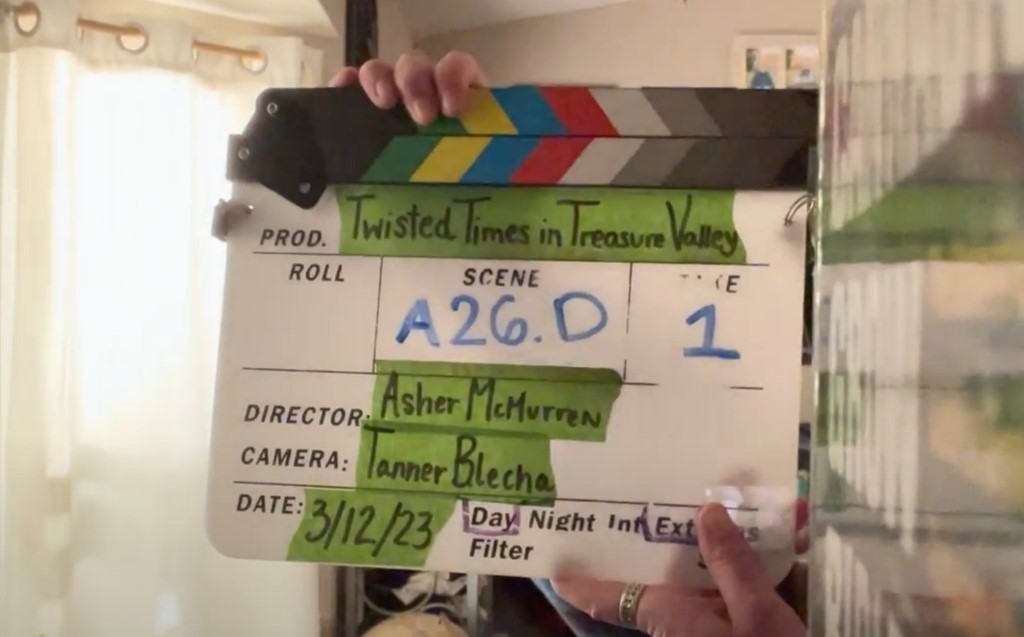 PROD. Twisted Times in Treasure Valley
ROLL SCENE
A26.D 1
DIRECTOR: Asher McMurren
CAMERA: Tanner Blecha
DATE: 3/12/23 Day Night Int Ext
Filter